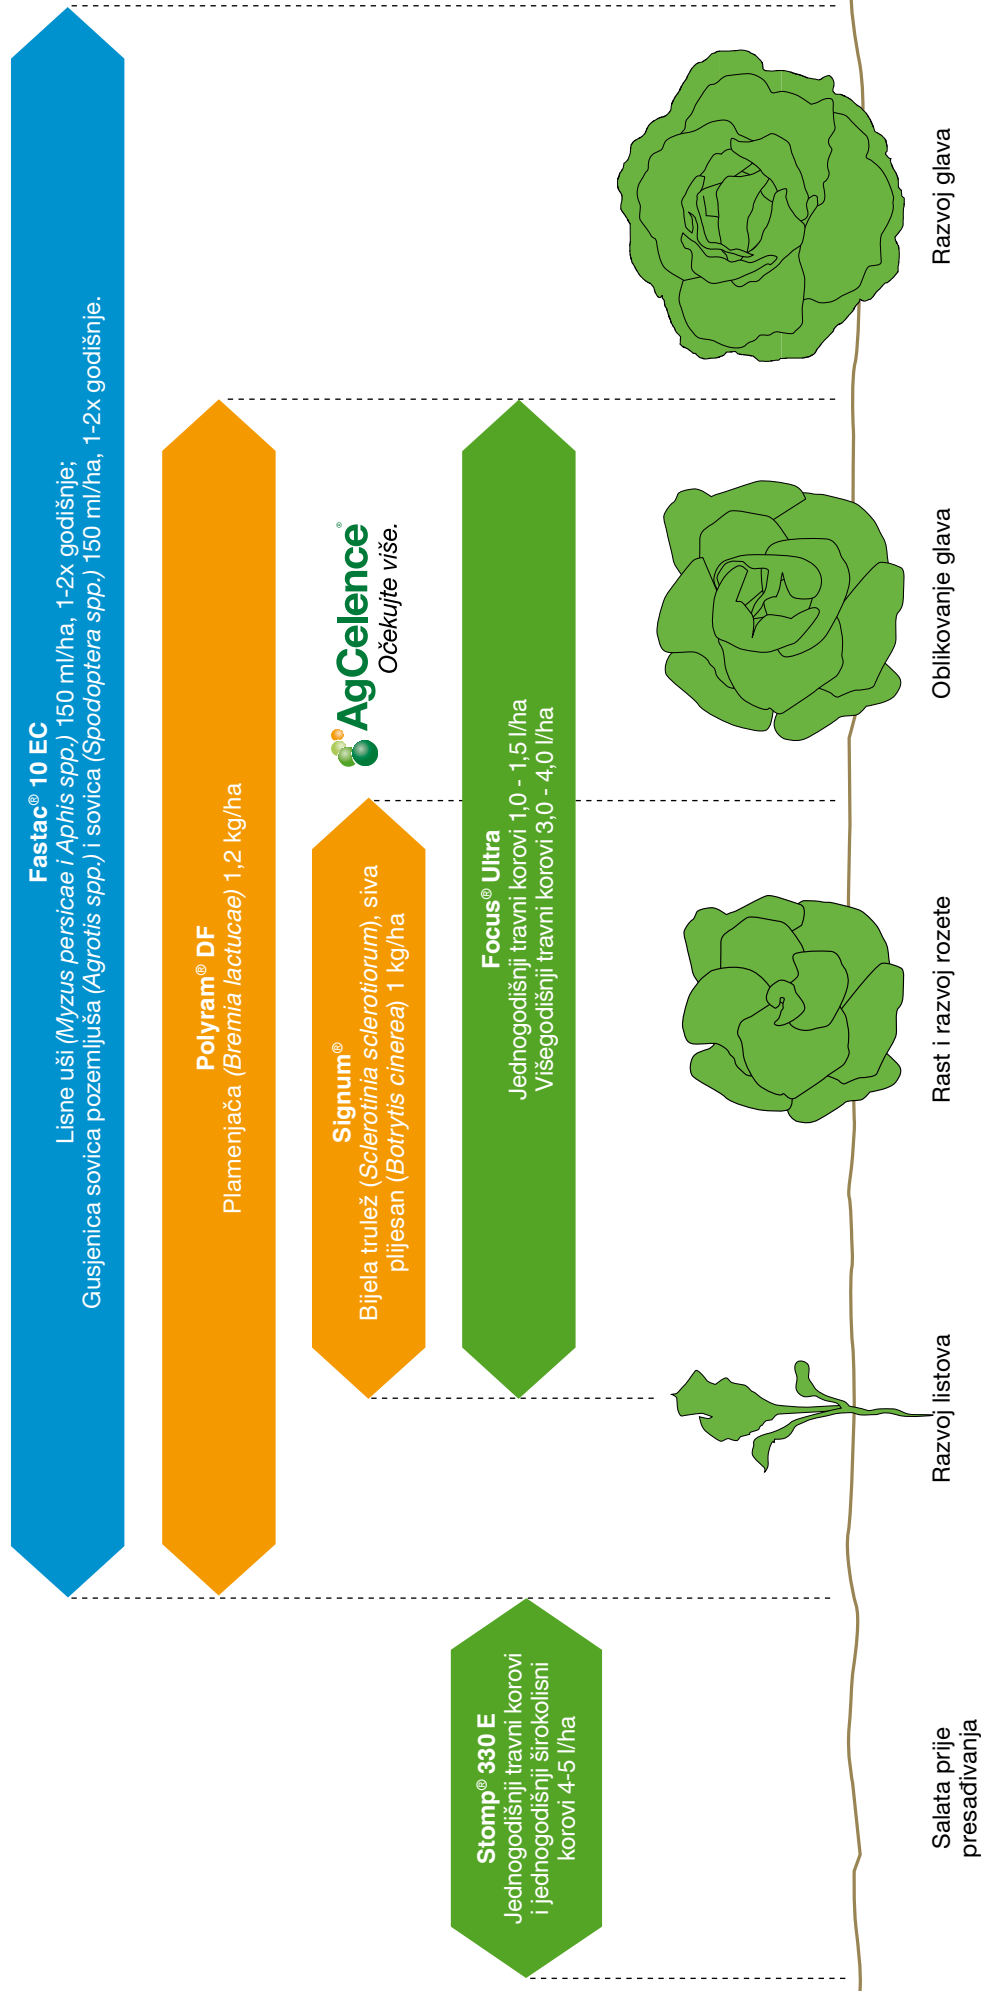 Fastac® 10 EC
Lisne uši (Myzus persicae i Aphis spp.) 150 ml/ha, 1-2x godišnje;
Gusjenica sovica pozemljuša (Agrotis spp.) i sovica (Spodoptera spp.) 150 ml/ha, 1-2x godišnje.
Polyram® DF
Plamenjača (Bremia lactucae) 1,2 kg/ha
Signum®
Bijela trulež (Sclerotinia sclerotiorum), siva
plijesan (Botrytis cinerea) 1 kg/ha
AgCelence®
Očekujte više.
Stomp® 330 E
Jednogodišnji travni korovi
i jednogodišnji širokolisni
korovi 4-5 l/ha
Focus® Ultra
Jednogodišnji travni korovi 1,0 - 1,5 l/ha
Višegodišnji travni korovi 3,0 - 4,0 l/ha
Salata prije
presađivanja
Razvoj listova
Rast i razvoj rozete
Oblikovanje glava
Razvoj glava